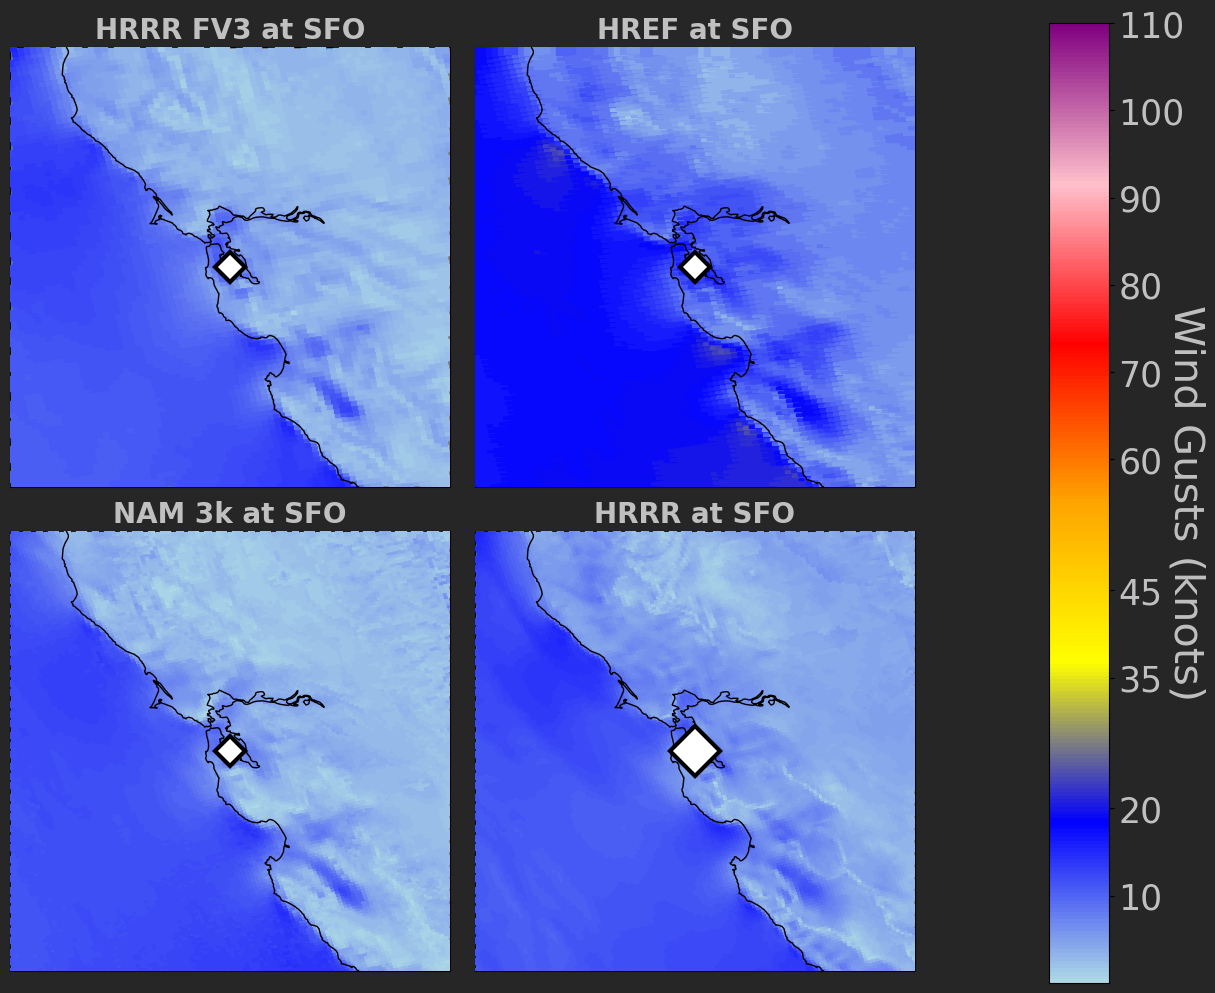 HRRR FV3 at SFO
HREF at SFO
NAM 3k at SFO
HRRR at SFO
110
100
90
80
70
60
45
35
20
10
Wind Gusts (knots)